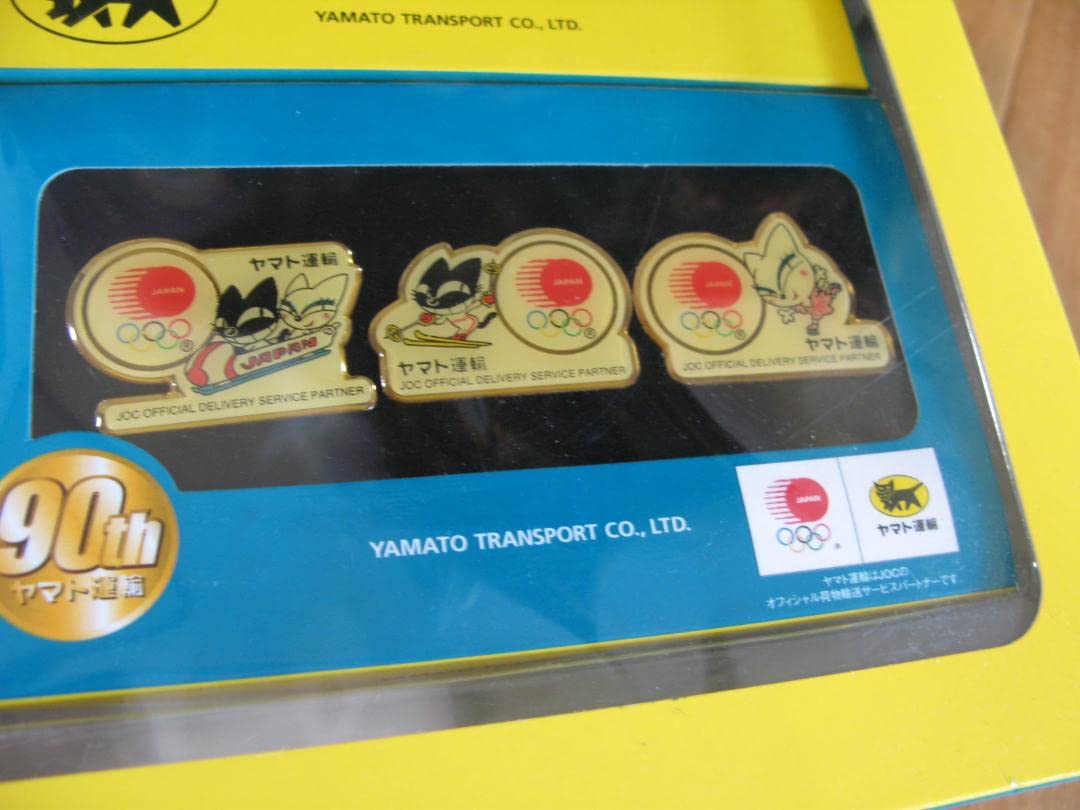 YAMATO TRANSPORT CO., LTD.
ヤマト運輸
JAPAN
®
JAPAN
JOC OFFICIAL DELIVERY SERVICE PARTNER
JAPAN
®
ヤマト運輸
JOC OFFICIAL DELIVERY SERVICE PARTNER
JAPAN
®
ヤマト運輸
JOC OFFICIAL DELIVERY SERVICE PARTNER
90th
ヤマト運輸
YAMATO TRANSPORT CO., LTD.
JAPAN
®
ヤマト運輸
ヤマト運輸はJOCの
オフィシャル荷物輸送サービスパートナーです